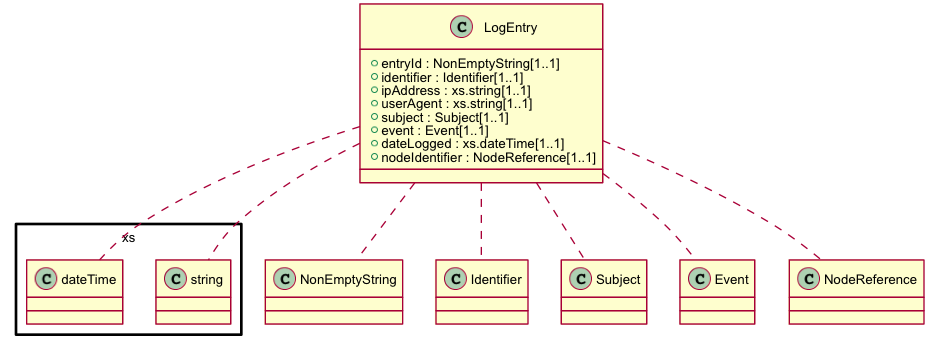 C LogEntry
entryId : NonEmptyString[1..1]
identifier : Identifier[1..1]
ipAddress : xs.string[1..1]
userAgent : xs.string[1..1]
subject : Subject[1..1]
event : Event[1..1]
dateLogged : xs.dateTime[1..1]
nodeIdentifier : NodeReference[1..1]
xs
C dateTime
C string
C NonEmptyString
C Identifier
C Subject
C Event
C NodeReference